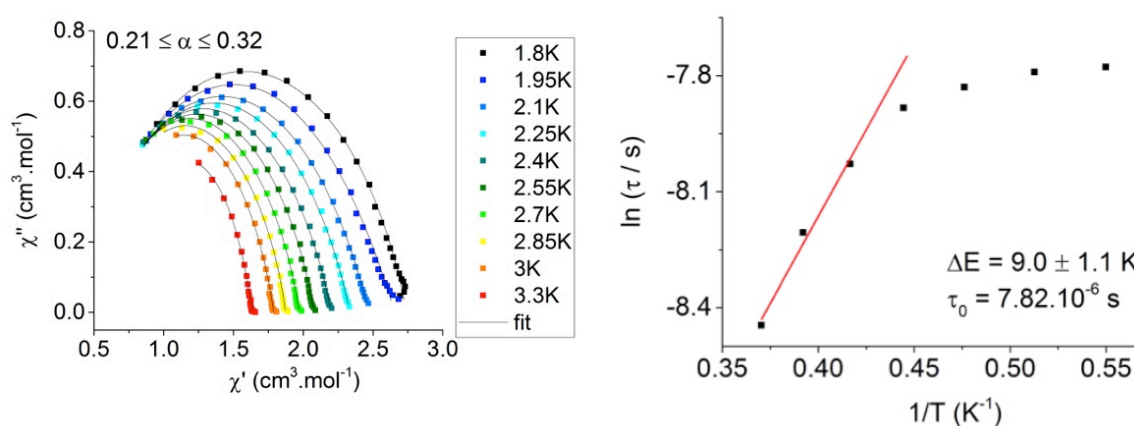 0.21 ≤ α ≤ 0.32
χ'' (cm³.mol⁻¹)
0.8
0.6
0.4
0.2
0.0
0.5 1.0 1.5 2.0 2.5 3.0
χ' (cm³.mol⁻¹)
1.8K
1.95K
2.1K
2.25K
2.4K
2.55K
2.7K
2.85K
3K
3.3K
fit
ln (τ / s)
-7.8
-8.1
-8.4
ΔE = 9.0 ± 1.1 K
τ₀ = 7.82.10⁻⁶ s
0.35 0.40 0.45 0.50 0.55
1/T (K⁻¹)